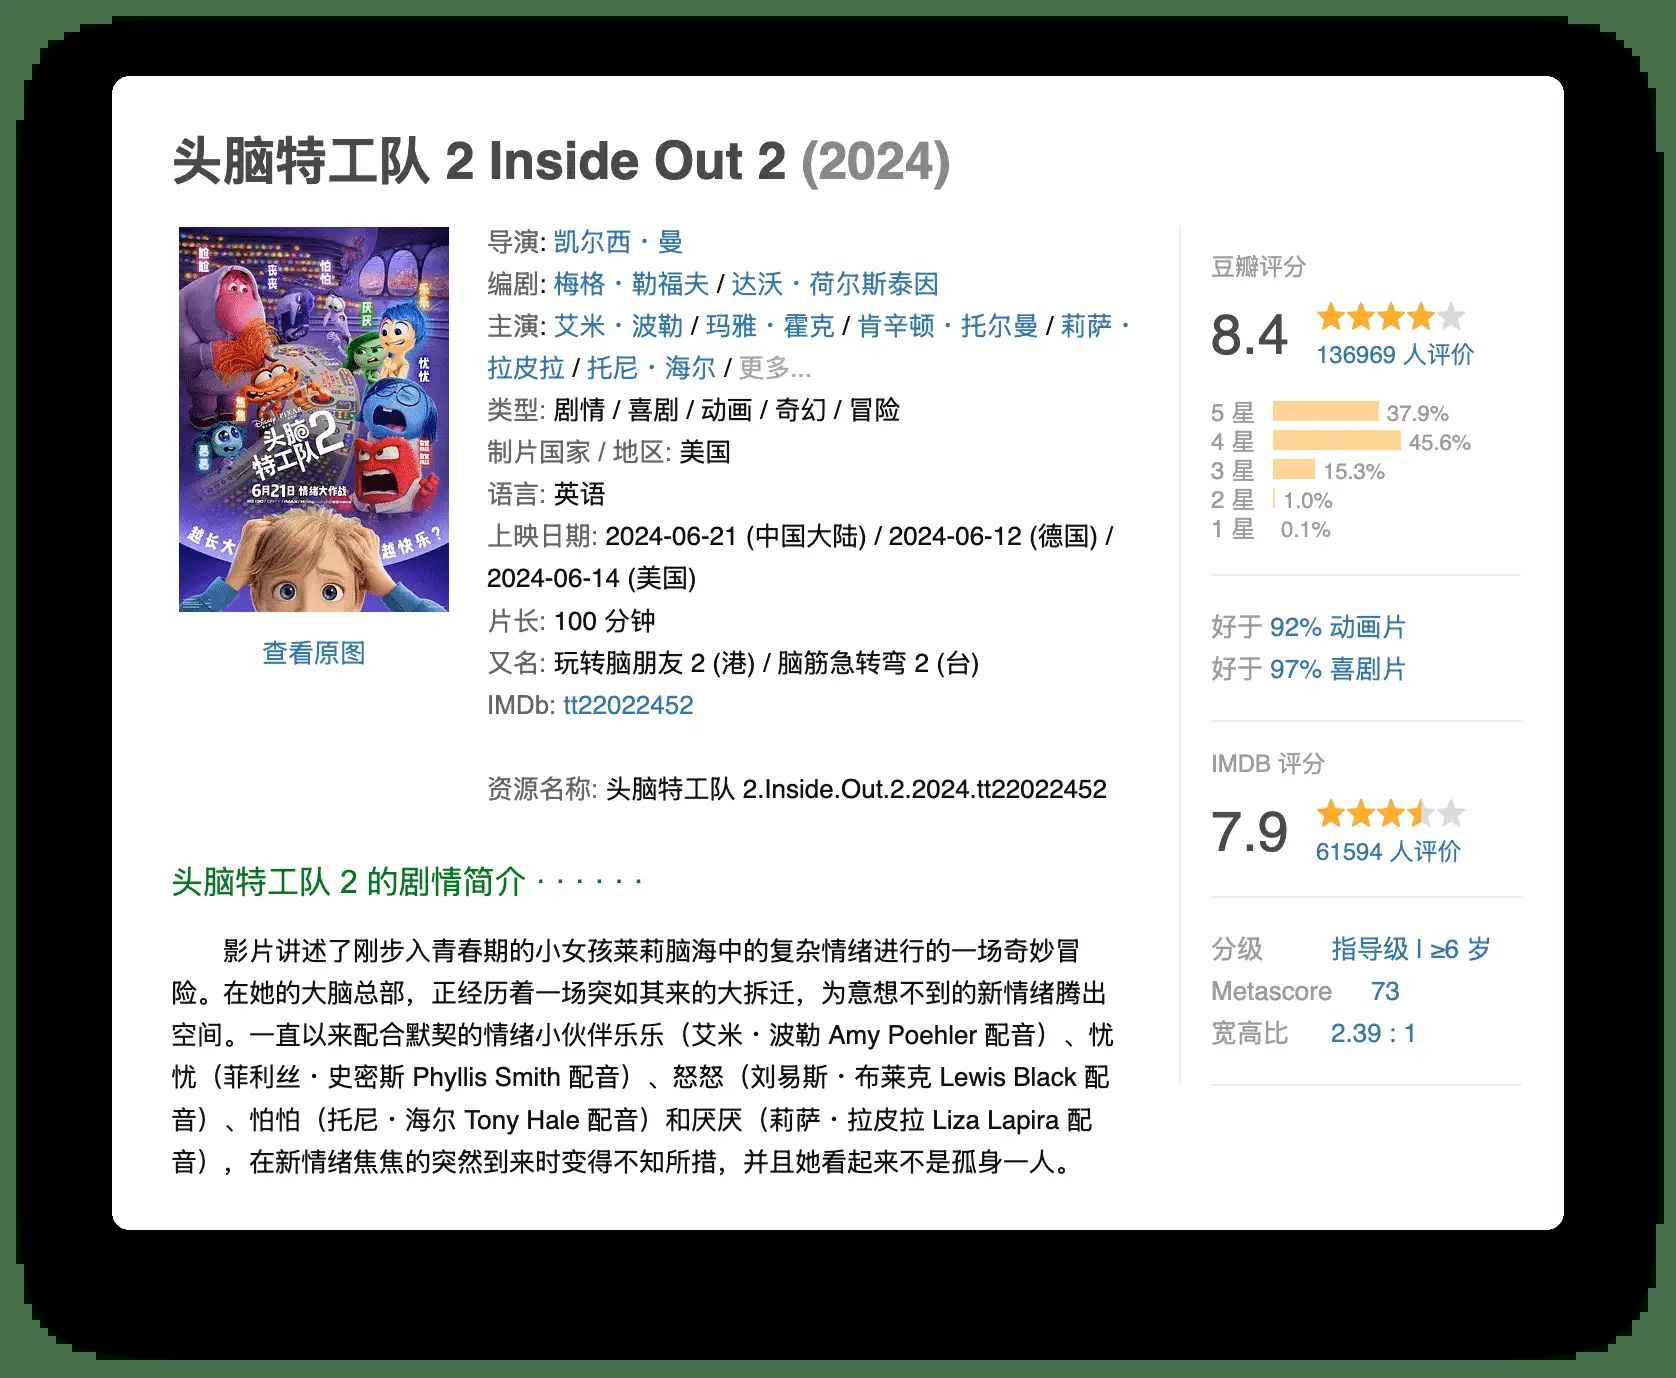 头脑特工队 2 Inside Out 2 (2024)
尴尬
丧丧
怕怕
厌厌
乐乐
忧忧
焦焦
慕慕
怒怒
Disney PIXAR
头脑
特工队2
6月21日 情绪大作战
越长大
越快乐？
查看原图
导演: 凯尔西·曼
编剧: 梅格·勒福夫 / 达沃·荷尔斯泰因
主演: 艾米·波勒 / 玛雅·霍克 / 肯辛顿·托尔曼 / 莉萨·
拉皮拉 / 托尼·海尔 / 更多...
类型: 剧情 / 喜剧 / 动画 / 奇幻 / 冒险
制片国家 / 地区: 美国
语言: 英语
上映日期: 2024-06-21 (中国大陆) / 2024-06-12 (德国) /
2024-06-14 (美国)
片长: 100 分钟
又名: 玩转脑朋友 2 (港) / 脑筋急转弯 2 (台)
IMDb: tt22022452
资源名称: 头脑特工队 2.Inside.Out.2.2024.tt22022452
豆瓣评分
8.4
136969 人评价
5 星 37.9%
4 星 45.6%
3 星 15.3%
2 星 1.0%
1 星 0.1%
好于 92% 动画片
好于 97% 喜剧片
IMDB 评分
7.9
61594 人评价
分级 指导级 | ≥6 岁
Metascore 73
宽高比 2.39 : 1
头脑特工队 2 的剧情简介 · · · · · ·
影片讲述了刚步入青春期的小女孩莱莉脑海中的复杂情绪进行的一场奇妙冒
险。在她的大脑总部，正经历着一场突如其来的大拆迁，为意想不到的新情绪腾出
空间。一直以来配合默契的情绪小伙伴乐乐（艾米·波勒 Amy Poehler 配音）、忧
忧（菲利丝·史密斯 Phyllis Smith 配音）、怒怒（刘易斯·布莱克 Lewis Black 配
音）、怕怕（托尼·海尔 Tony Hale 配音）和厌厌（莉萨·拉皮拉 Liza Lapira 配
音），在新情绪焦焦的突然到来时变得不知所措，并且她看起来不是孤身一人。